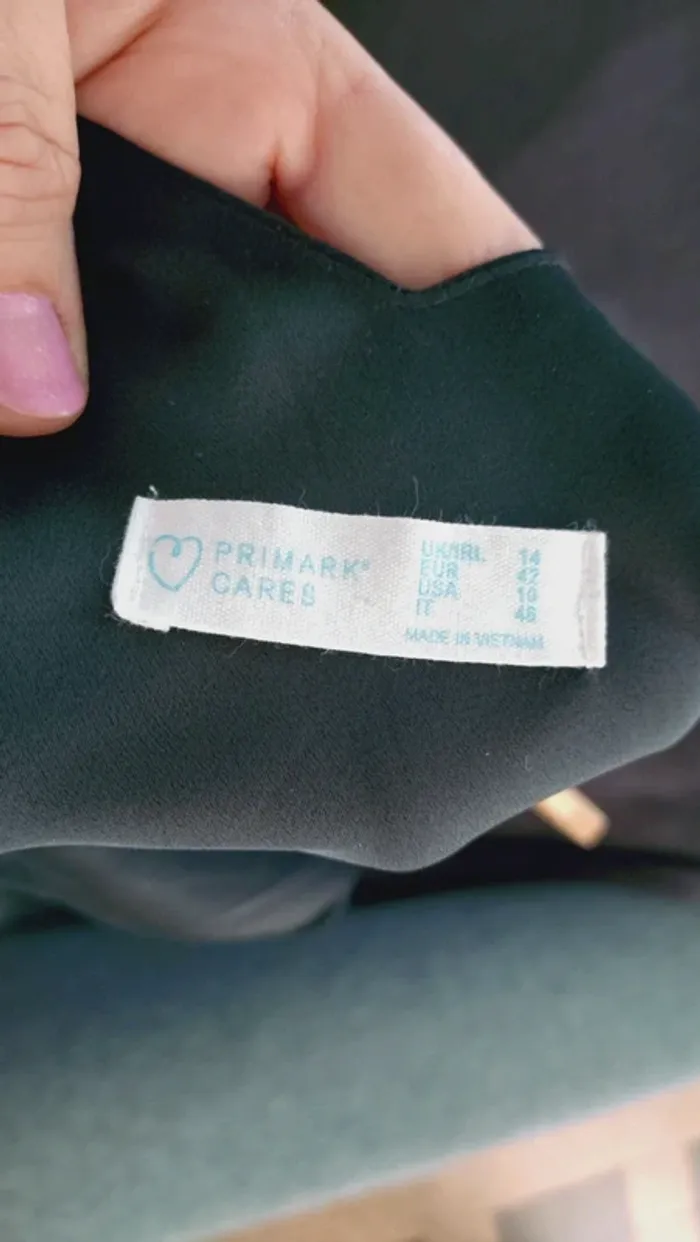 PRIMARK®
CARES
UK/IRL 14
EUR 42
USA 10
IT 46
MADE IN VIETNAM